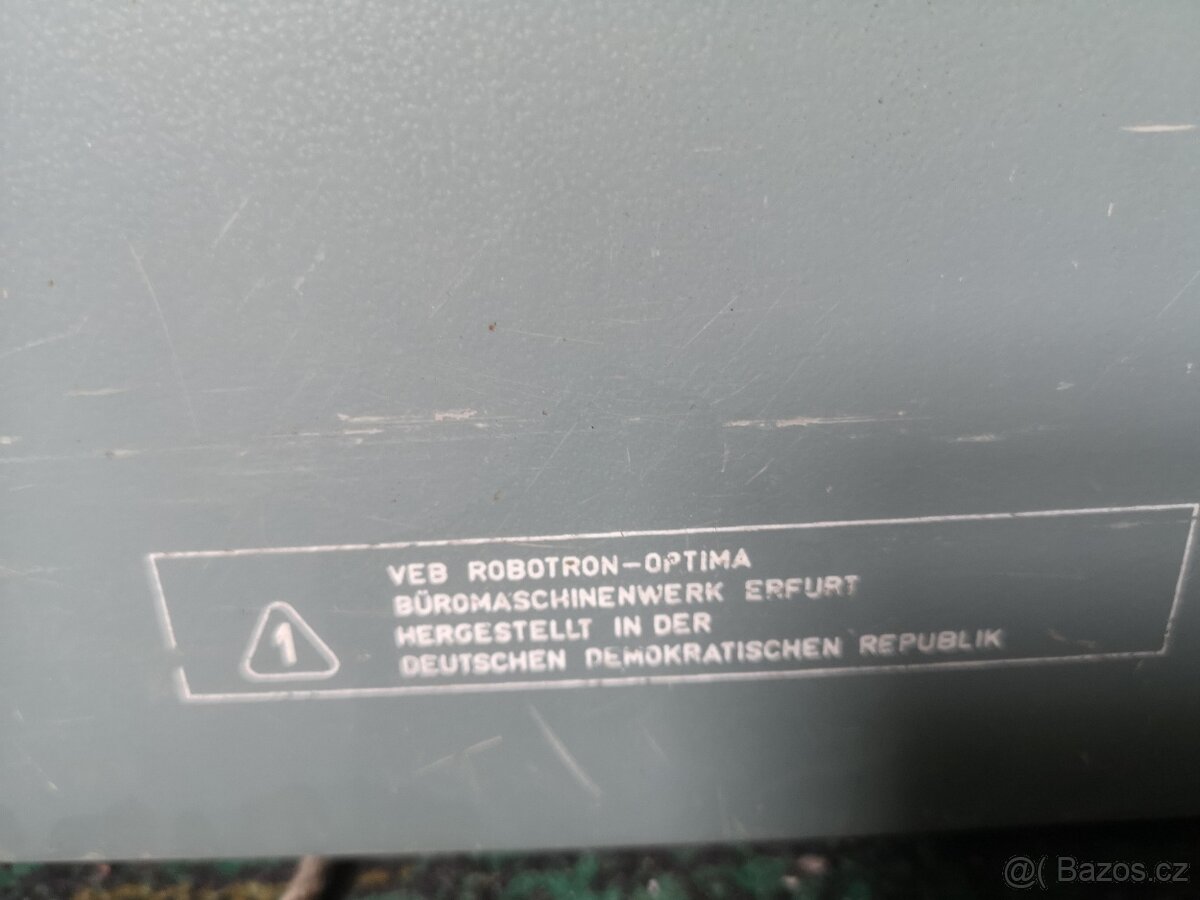 VEB ROBOTRON-OPTIMA
BÜROMASCHINENWERK ERFURT
1
HERGESTELLT IN DER
DEUTSCHEN DEMOKRATISCHEN REPUBLIK
@( Bazos.cz